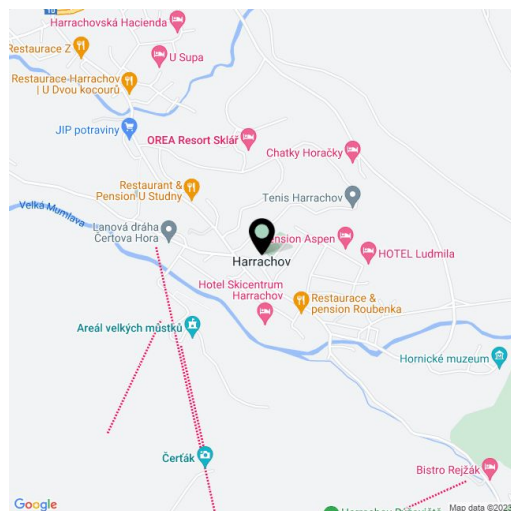 10
Harrachovská Hacienda
Restaurace Z
U Supa
Restaurace-Harrachov
| U Dvou kocourů
JIP potraviny
OREA Resort Sklář
Chatky Horačky
Restaurant &
Pension U Studny
Tenis Harrachov
Velká Mumlava
Lanová dráha
Čertova Hora
ension Aspen
HOTEL Ludmila
Harrachov
Hotel Skicentrum
Harrachov
Restaurace &
pension Roubenka
Areál velkých můstků
Hornické muzeum
Čerťák
Bistro Rejžák
Google
Map data ©2023